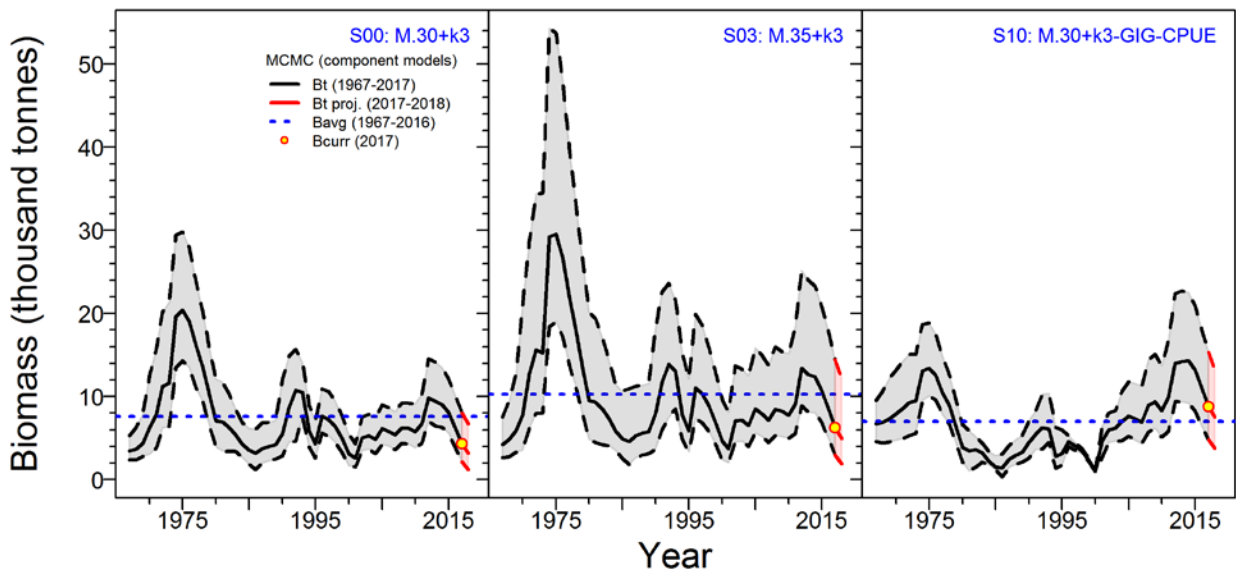 S00: M.30+k3
S03: M.35+k3
S10: M.30+k3-GIG-CPUE
MCMC (component models)
Bt (1967-2017)
Bt proj. (2017-2018)
Bavg (1967-2016)
Bcurr (2017)
Biomass (thousand tonnes)
50
40
30
20
10
0
1975 1995 2015 1975 1995 2015 1975 1995 2015
Year